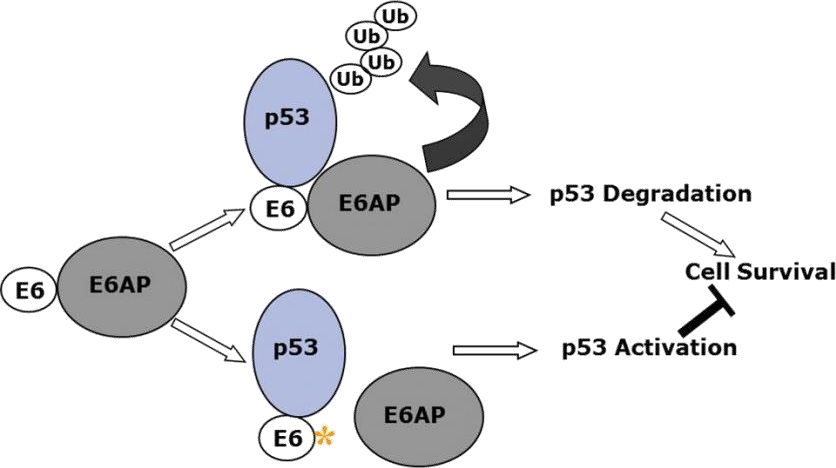 Ub
Ub
Ub
Ub
p53
E6
E6AP
p53 Degradation
Cell Survival
E6
E6AP
p53
p53 Activation
E6AP
E6 *